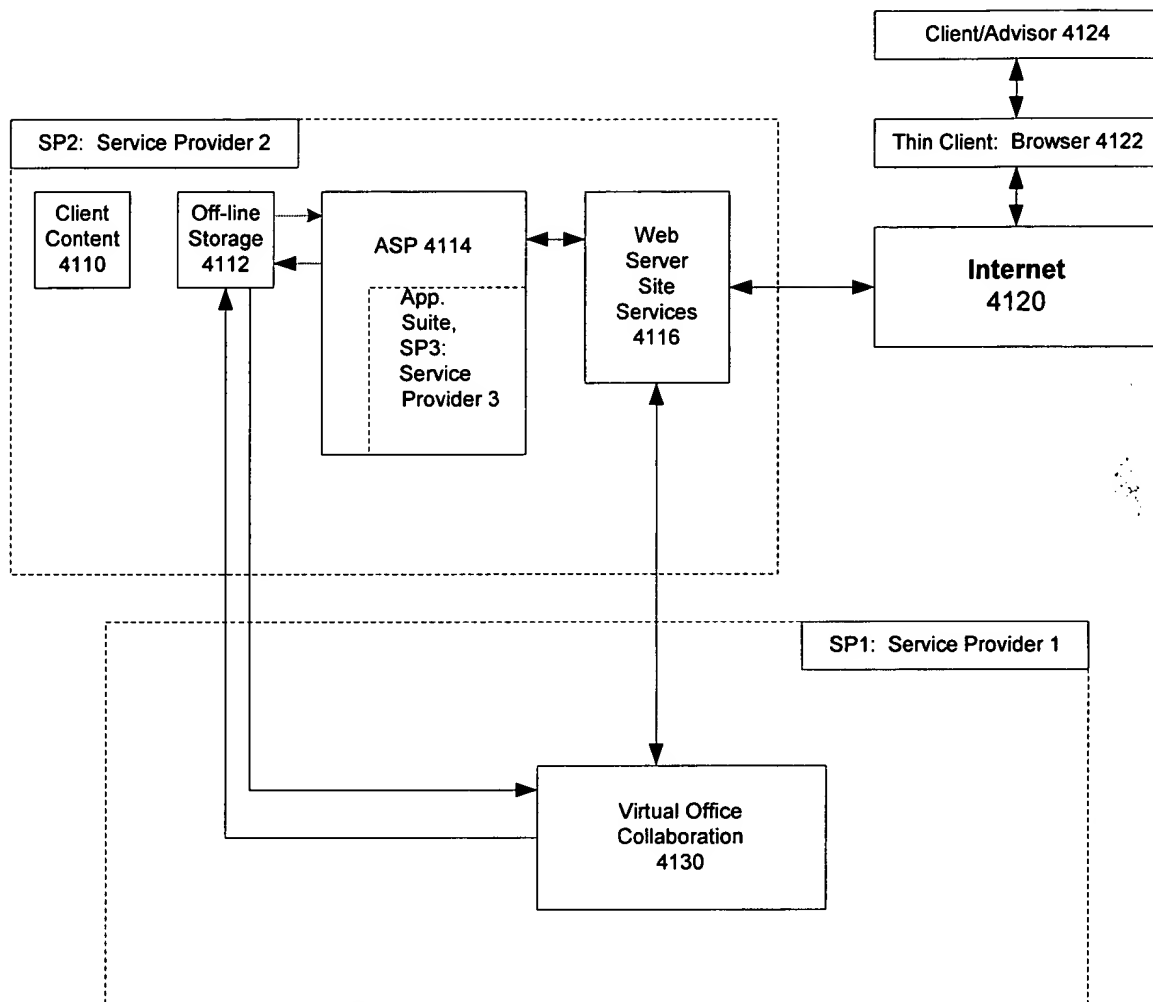 Client/Advisor 4124
SP2: Service Provider 2
Thin Client: Browser 4122
Client
Content
4110
Off-line
Storage
4112
ASP 4114
App.
Suite,
SP3:
Service
Provider 3
Web
Server
Site
Services
4116
Internet
4120
SP1: Service Provider 1
Virtual Office
Collaboration
4130